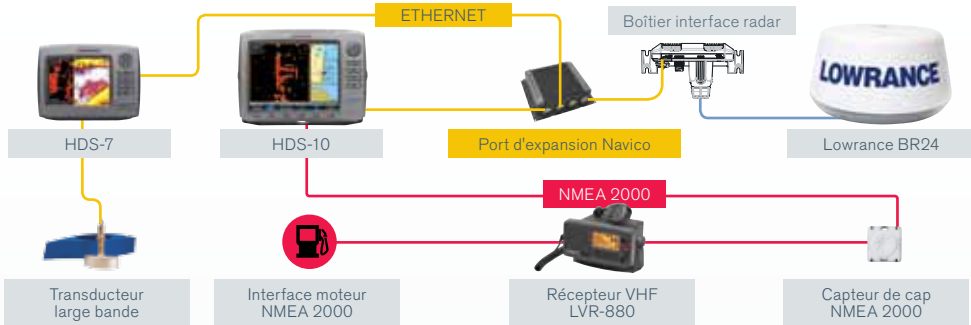 ETHERNET
Boîtier interface radar
LOWRANCE
HDS-7
HDS-10
Port d'expansion Navico
Lowrance BR24
NMEA 2000
Transducteur
large bande
Interface moteur
NMEA 2000
Récepteur VHF
LVR-880
Capteur de cap
NMEA 2000